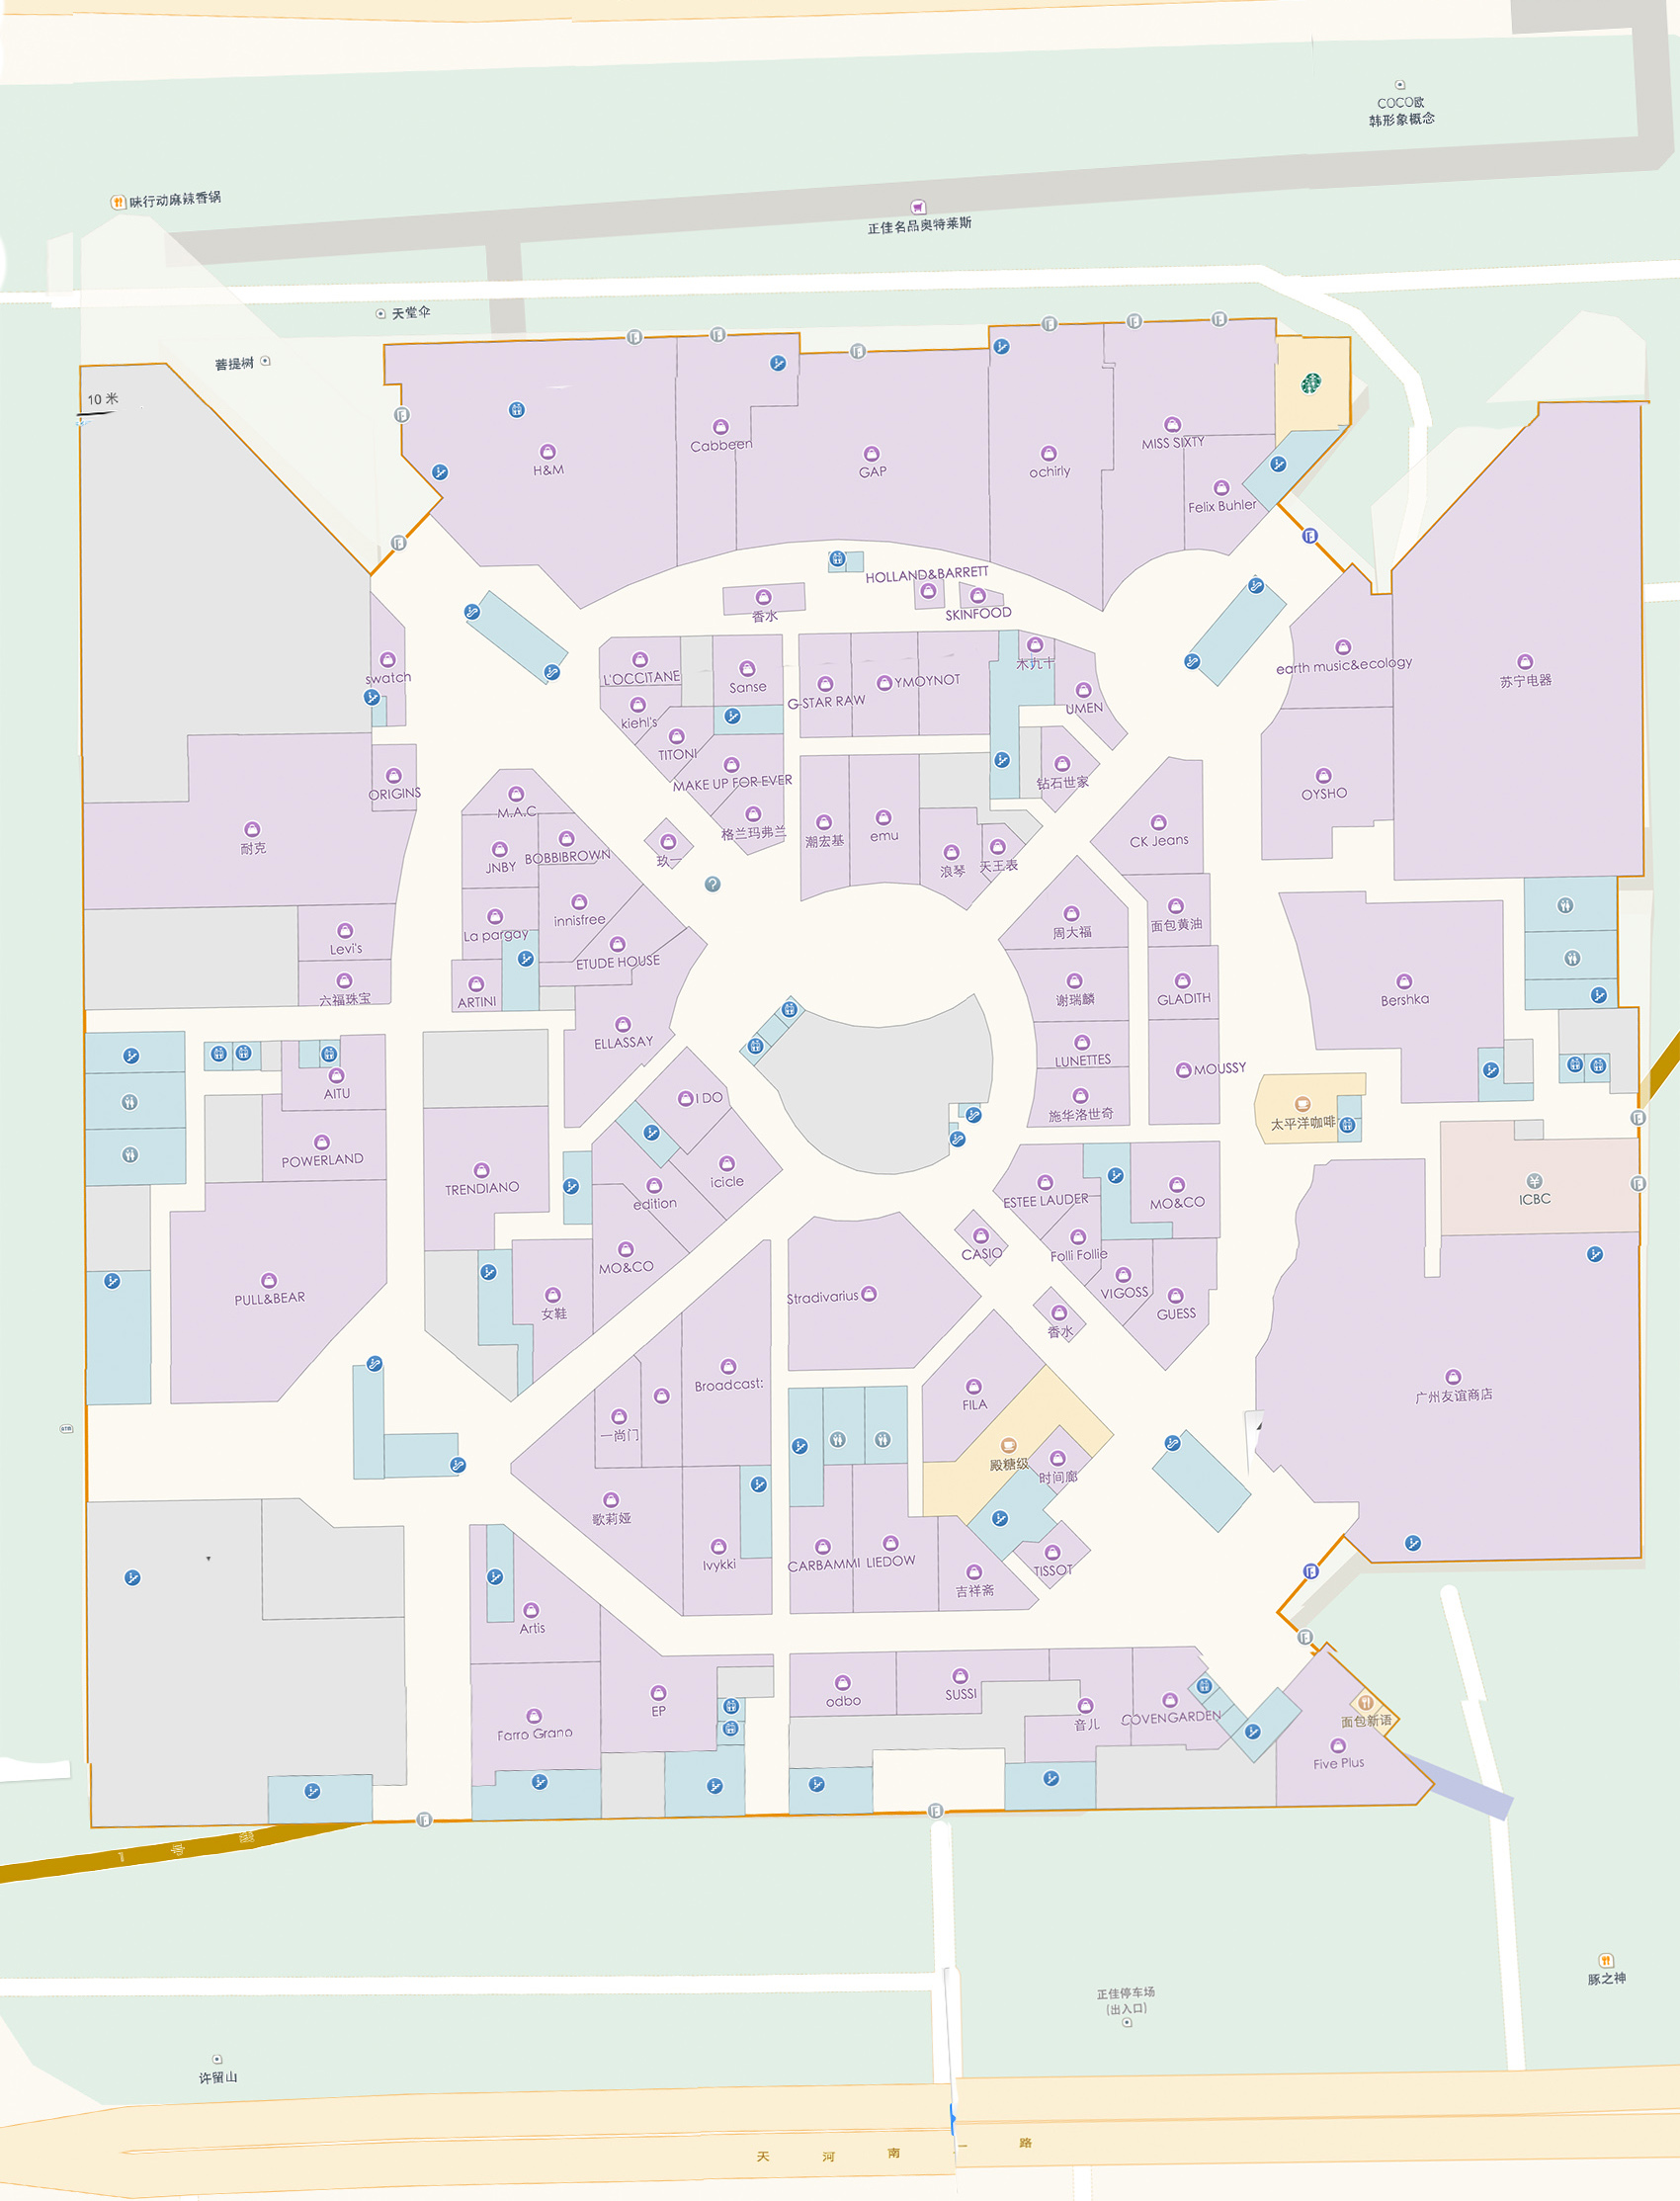 COCO欧
韩形象概念
味行动麻辣香锅
正佳名品奥特莱斯
天堂伞
菩提树
10 米
H&M
Cabbeen
GAP
ochirly
MISS SIXTY
Felix Buhler
HOLLAND&BARRETT
SKINFOOD
香水
swatch
L'OCCITANE
Sanse
G-STAR RAW
YMOYNOT
木九十
UMEN
earth music&ecology
苏宁电器
kiehl's
TITONI
MAKE UP FOR EVER
钻石世家
OYSHO
ORIGINS
M.A.C
格兰玛弗兰
潮宏基
emu
CK Jeans
耐克
JNBY
BOBBIBROWN
玖一
浪琴
天王表
La pargay
innisfree
周大福
面包黄油
Levi's
ETUDE HOUSE
六福珠宝
ARTINI
谢瑞麟
GLADITH
Bershka
ELLASSAY
LUNETTES
MOUSSY
AITU
I DO
施华洛世奇
太平洋咖啡
POWERLAND
TRENDIANO
icicle
edition
ESTEE LAUDER
MO&CO
ICBC
MO&CO
CASIO
Folli Follie
PULL&BEAR
女鞋
Stradivarius
VIGOSS
GUESS
香水
Broadcast:
FILA
广州友谊商店
一尚门
殿糖级
时间廊
歌莉娅
Ivykki
CARBAMMI
LIEDOW
吉祥斋
TISSOT
Artis
EP
odbo
SUSSI
音儿
COVENGARDEN
面包新语
Farro Grano
Five Plus
1 号 线
豚之神
正佳停车场
(出入口)
许留山
天 河 南 一 路